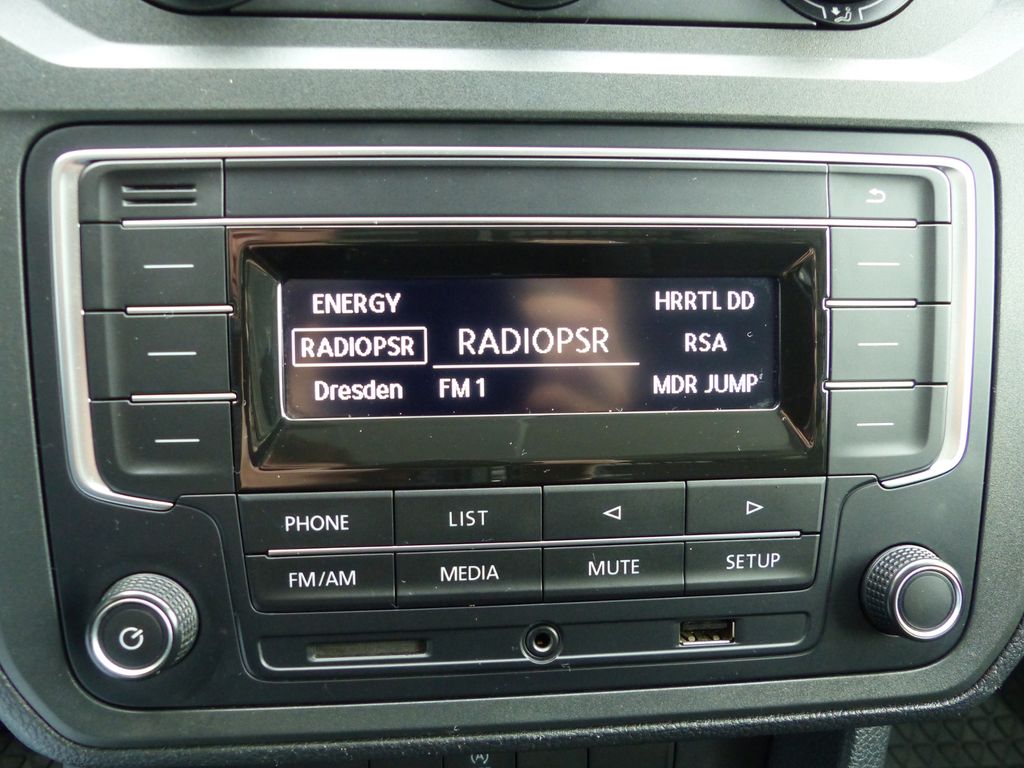 ENERGY
HRRTL DD
RADIOPSR
RADIOPSR
RSA
Dresden
FM 1
MDR JUMP
PHONE
LIST
FM/AM
MEDIA
MUTE
SETUP
(A)